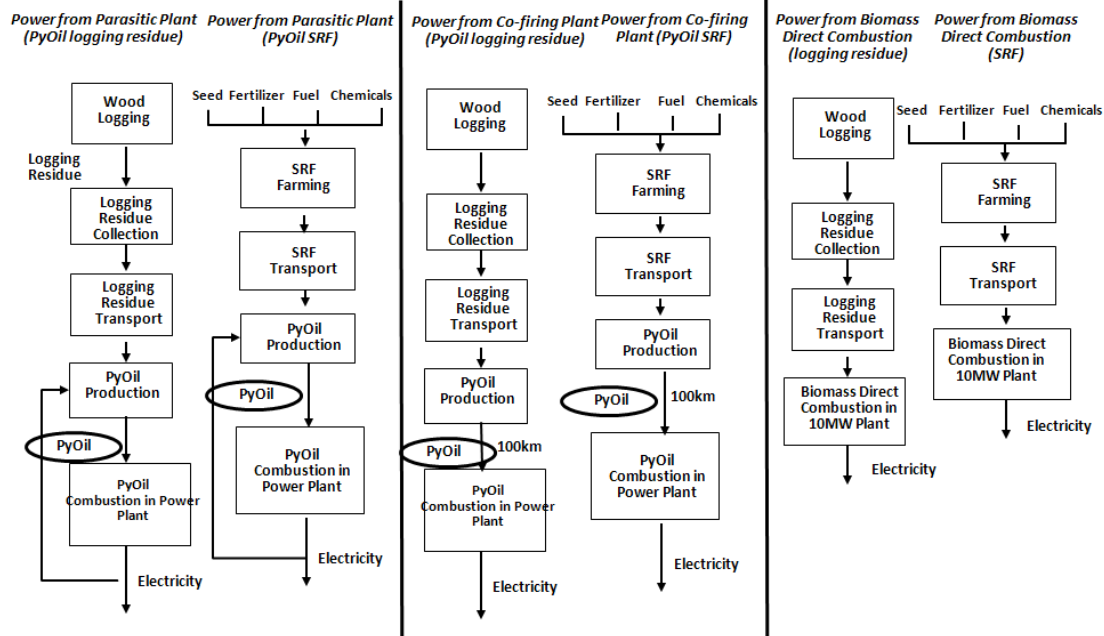 Power from Parasitic Plant
(PyOil logging residue)
Wood
Logging
Logging
Residue
Logging
Residue
Collection
Logging
Residue
Transport
PyOil
Production
PyOil
PyOil
Combustion in Power
Plant
Electricity
Power from Parasitic Plant
(PyOil SRF)
Seed Fertilizer Fuel Chemicals
SRF
Farming
SRF
Transport
PyOil
Production
PyOil
PyOil
Combustion in
Power Plant
Electricity
Power from Co-firing Plant
(PyOil logging residue)
Wood
Logging
Logging
Residue
Collection
Logging
Residue
Transport
PyOil
Production
PyOil 100km
PyOil
Combustion in Power
Plant
Electricity
Power from Co-firing
Plant (PyOil SRF)
Seed Fertilizer Fuel Chemicals
SRF
Farming
SRF
Transport
PyOil
Production
PyOil 100km
PyOil
Combustion in
Power Plant
Electricity
Power from Biomass
Direct Combustion
(logging residue)
Wood
Logging
Logging
Residue
Collection
Logging
Residue
Transport
Biomass Direct
Combustion in
10MW Plant
Electricity
Power from Biomass
Direct Combustion
(SRF)
Seed Fertilizer Fuel Chemicals
SRF
Farming
SRF
Transport
Biomass Direct
Combustion in
10MW Plant
Electricity